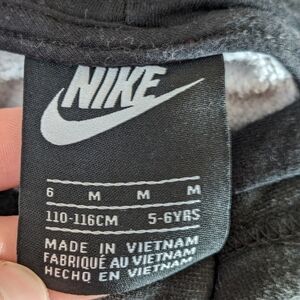 NIKE
6 M M M
110-116CM 5-6YRS
MADE IN VIETNAM
FABRIQUÉ AU VIETNAM
HECHO EN VIETNAM